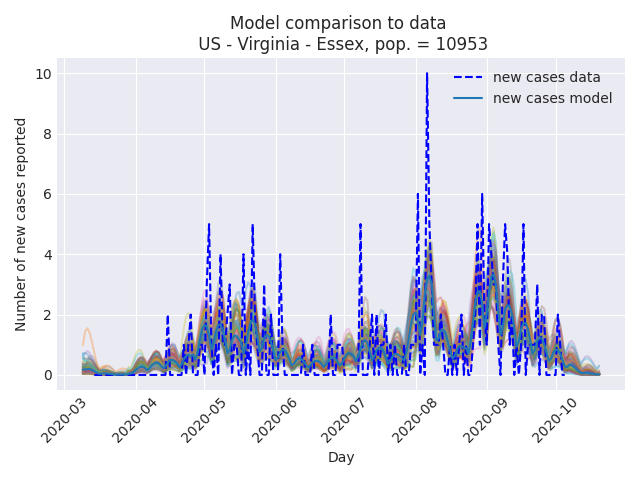 Model comparison to data
US - Virginia - Essex, pop. = 10953
new cases data
new cases model
Number of new cases reported
10
8
6
4
2
0
2020-03
2020-04
2020-05
2020-06
2020-07
2020-08
2020-09
2020-10
Day